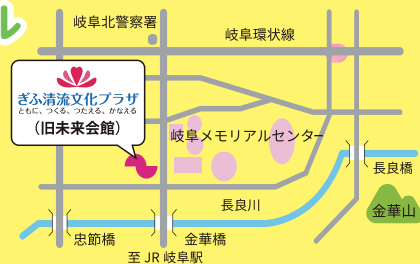 岐阜北警察署
岐阜環状線
ぎふ清流文化プラザ
ともに、つくる、つたえる、かなえる
（旧未来会館）
岐阜メモリアルセンター
長良橋
長良川
金華山
忠節橋
金華橋
至 JR 岐阜駅